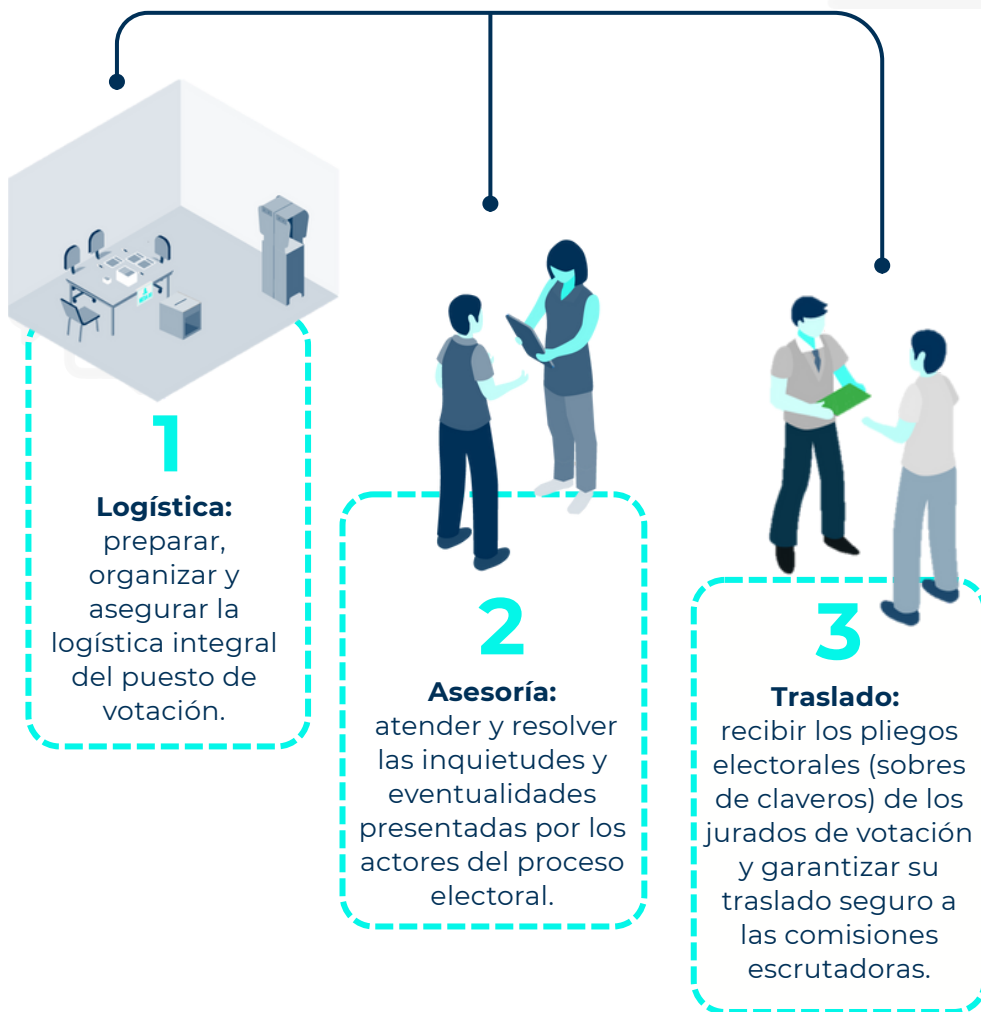 1
Logística:
preparar,
organizar y
asegurar la
logística integral
del puesto de
votación.
2
Asesoría:
atender y resolver
las inquietudes y
eventualidades
presentadas por los
actores del proceso
electoral.
3
Traslado:
recibir los pliegos
electorales (sobres
de claveros) de los
jurados de votación
y garantizar su
traslado seguro a
las comisiones
escrutadoras.